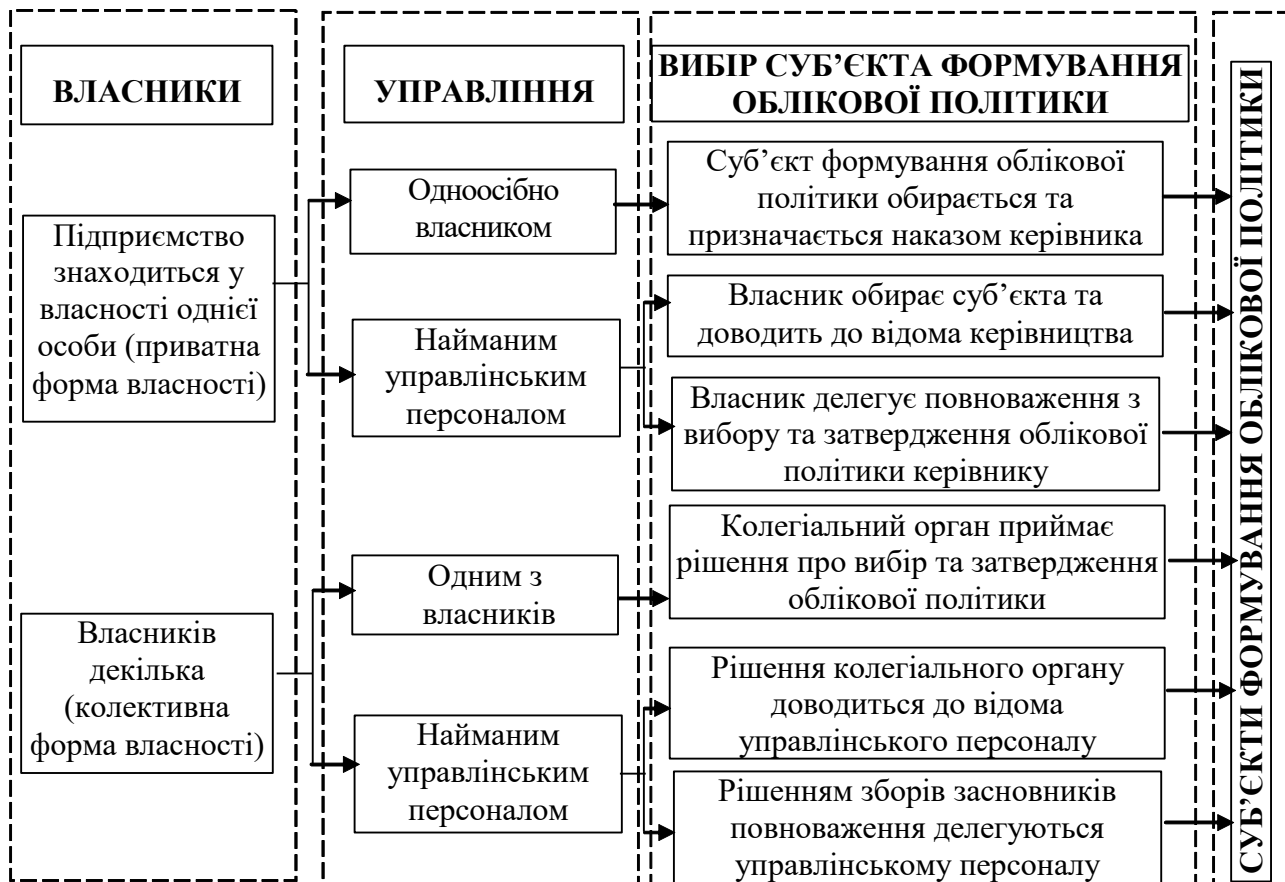 ВЛАСНИКИ
УПРАВЛІННЯ
ВИБІР СУБ’ЄКТА ФОРМУВАННЯ
ОБЛІКОВОЇ ПОЛІТИКИ
Підприємство
знаходиться у
власності однієї
особи (приватна
форма власності)
Одноосібно
власником
Суб’єкт формування облікової
політики обирається та
призначається наказом керівника
Найманим
управлінським
персоналом
Власник обирає суб’єкта та
доводить до відома керівництва
Власник делегує повноваження з
вибору та затвердження облікової
політики керівнику
Власників
декілька
(колективна
форма власності)
Одним з
власників
Колегіальний орган приймає
рішення про вибір та затвердження
облікової політики
Найманим
управлінським
персоналом
Рішення колегіального органу
доводиться до відома
управлінського персоналу
Рішенням зборів засновників
повноваження делегуються
управлінському персоналу
СУБ’ЄКТИ ФОРМУВАННЯ ОБЛІКОВОЇ ПОЛІТИКИ